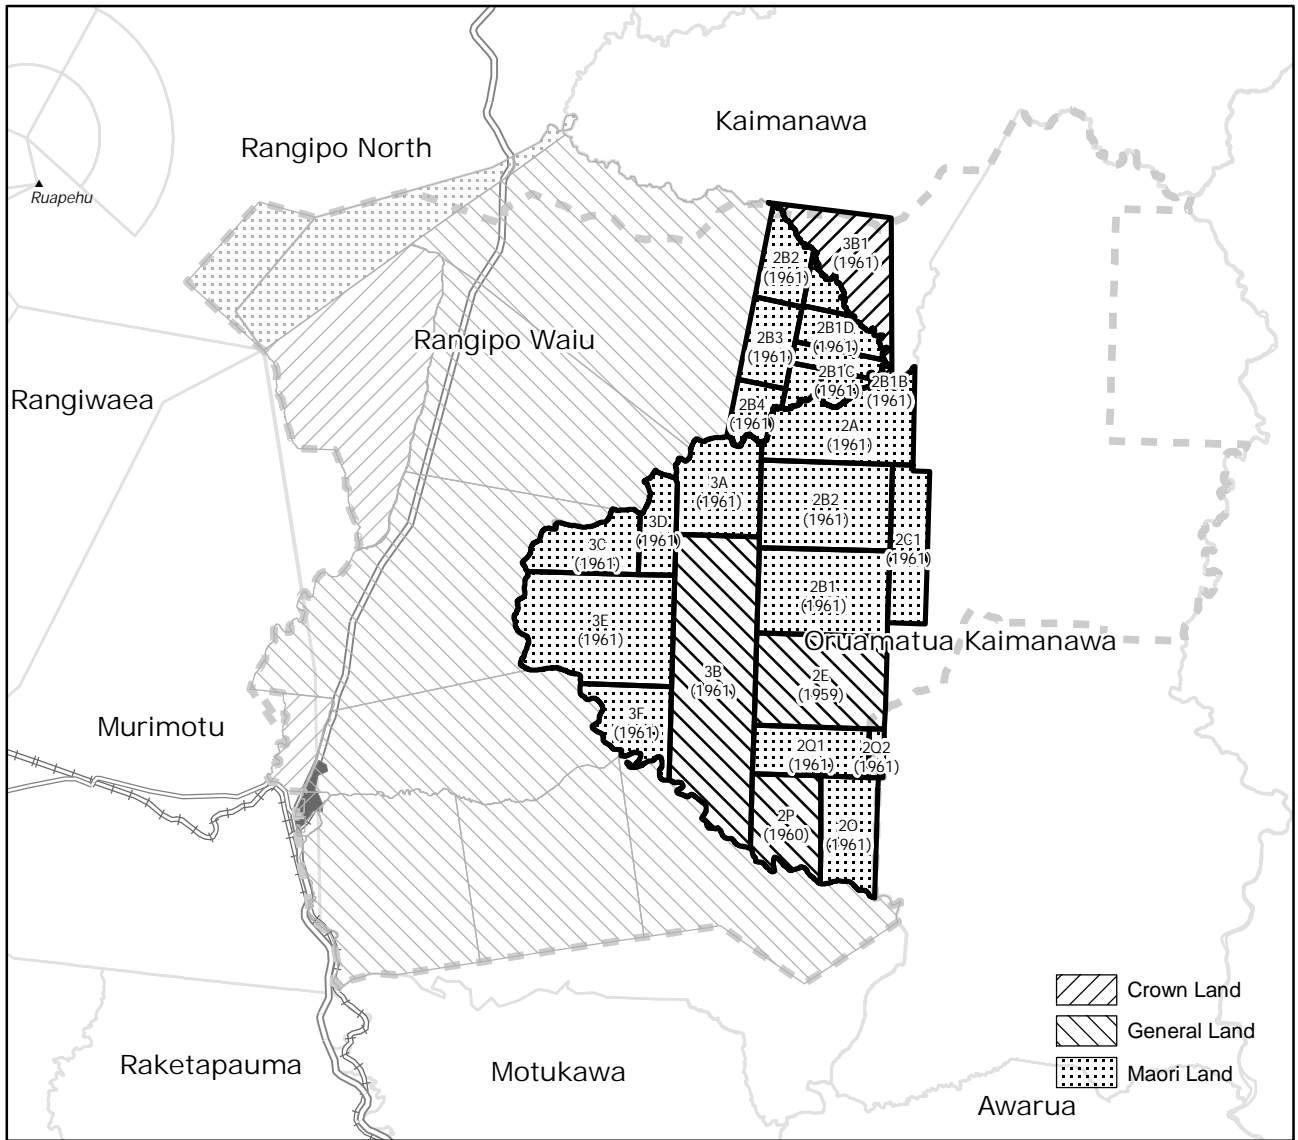 Kaimanawa
Rangipo North
Ruapehu
3B1
(1961)
2B2
(1961)
Rangipo Waiu
2B1D
(1961)
2B3
(1961)
2B1C
(1961)
2B1B
(1961)
Rangiwaea
2B4
(1961)
2A
(1961)
3A
(1961)
2B2
(1961)
3D
(1961)
3C
(1961)
2C1
(1961)
2B1
(1961)
3E
(1961)
Oruamatua Kaimanawa
3B
(1961)
2E
(1959)
Murimotu
3F
(1961)
2Q1
(1961)
2Q2
(1961)
2P
(1960)
2O
(1961)
Crown Land
General Land
Maori Land
Raketapauma
Motukawa
Awarua